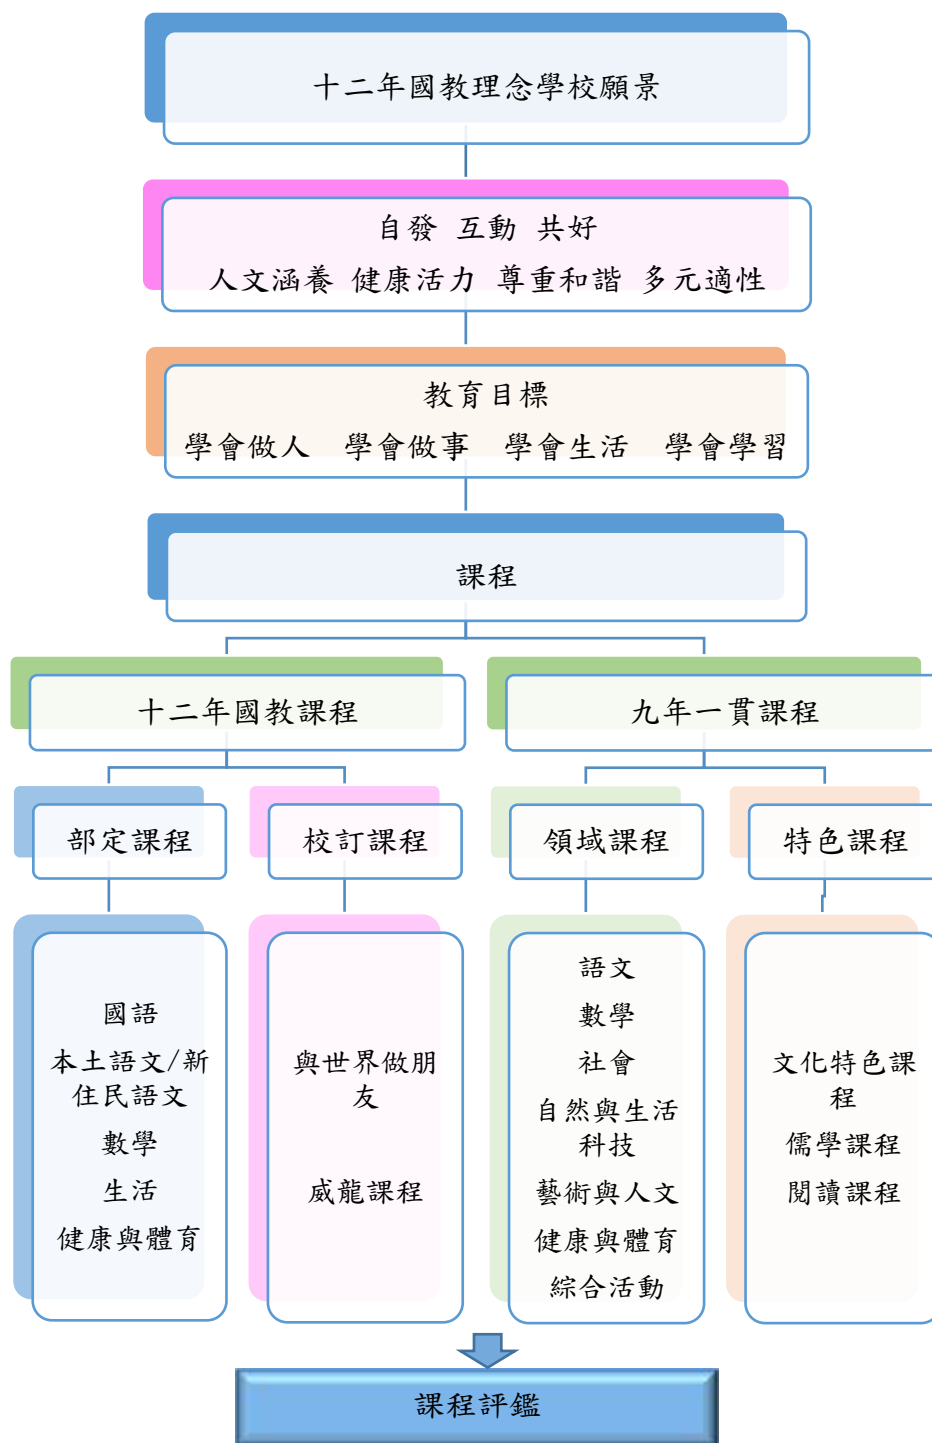 十二年國教理念學校願景
自發 互動 共好
人文涵養 健康活力 尊重和諧 多元適性
教育目標
學會做人 學會做事 學會生活 學會學習
課程
十二年國教課程
九年一貫課程
部定課程
校訂課程
領域課程
特色課程
國語
本土語文/新
住民語文
數學
生活
健康與體育
與世界做朋
友
威龍課程
語文
數學
社會
自然與生活
科技
藝術與人文
健康與體育
綜合活動
文化特色課
程
儒學課程
閱讀課程
課程評鑑